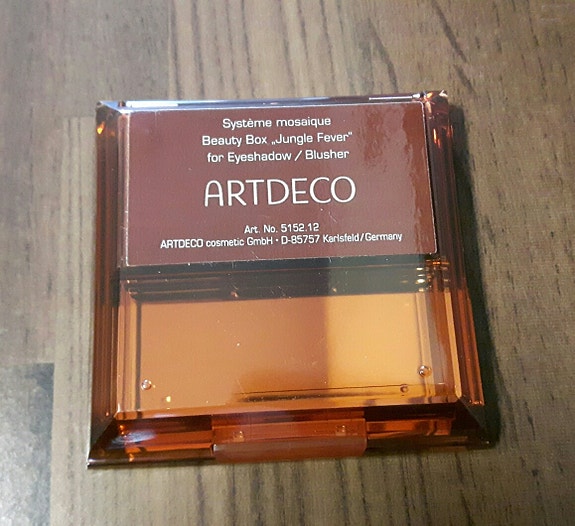 Système mosaique
Beauty Box „Jungle Fever"
for Eyeshadow / Blusher
ARTDECO
Art. No. 5152.12
ARTDECO cosmetic GmbH • D-85757 Karlsfeld/Germany